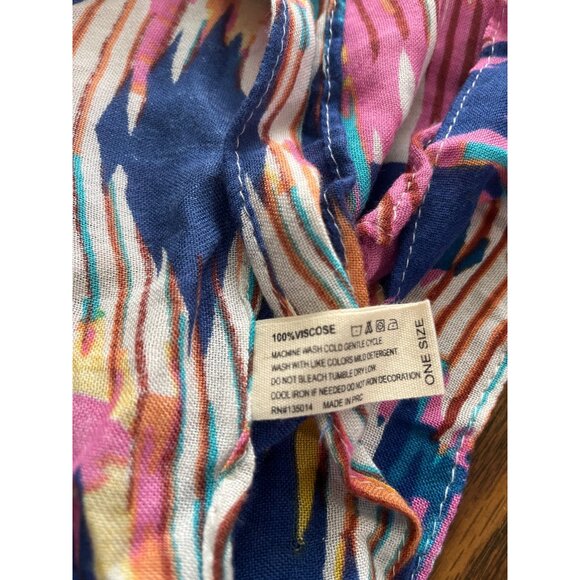 100%VISCOSE
MACHINE WASH COLD GENTLE CYCLE
WASH WITH LIKE COLORS MILD DETERGENT.
DO NOT BLEACH TUMBLE DRY LOW
COOL IRON IF NEEDED DO NOT IRON DECORATION
RN#135014 MADE IN PRC
ONE SIZE